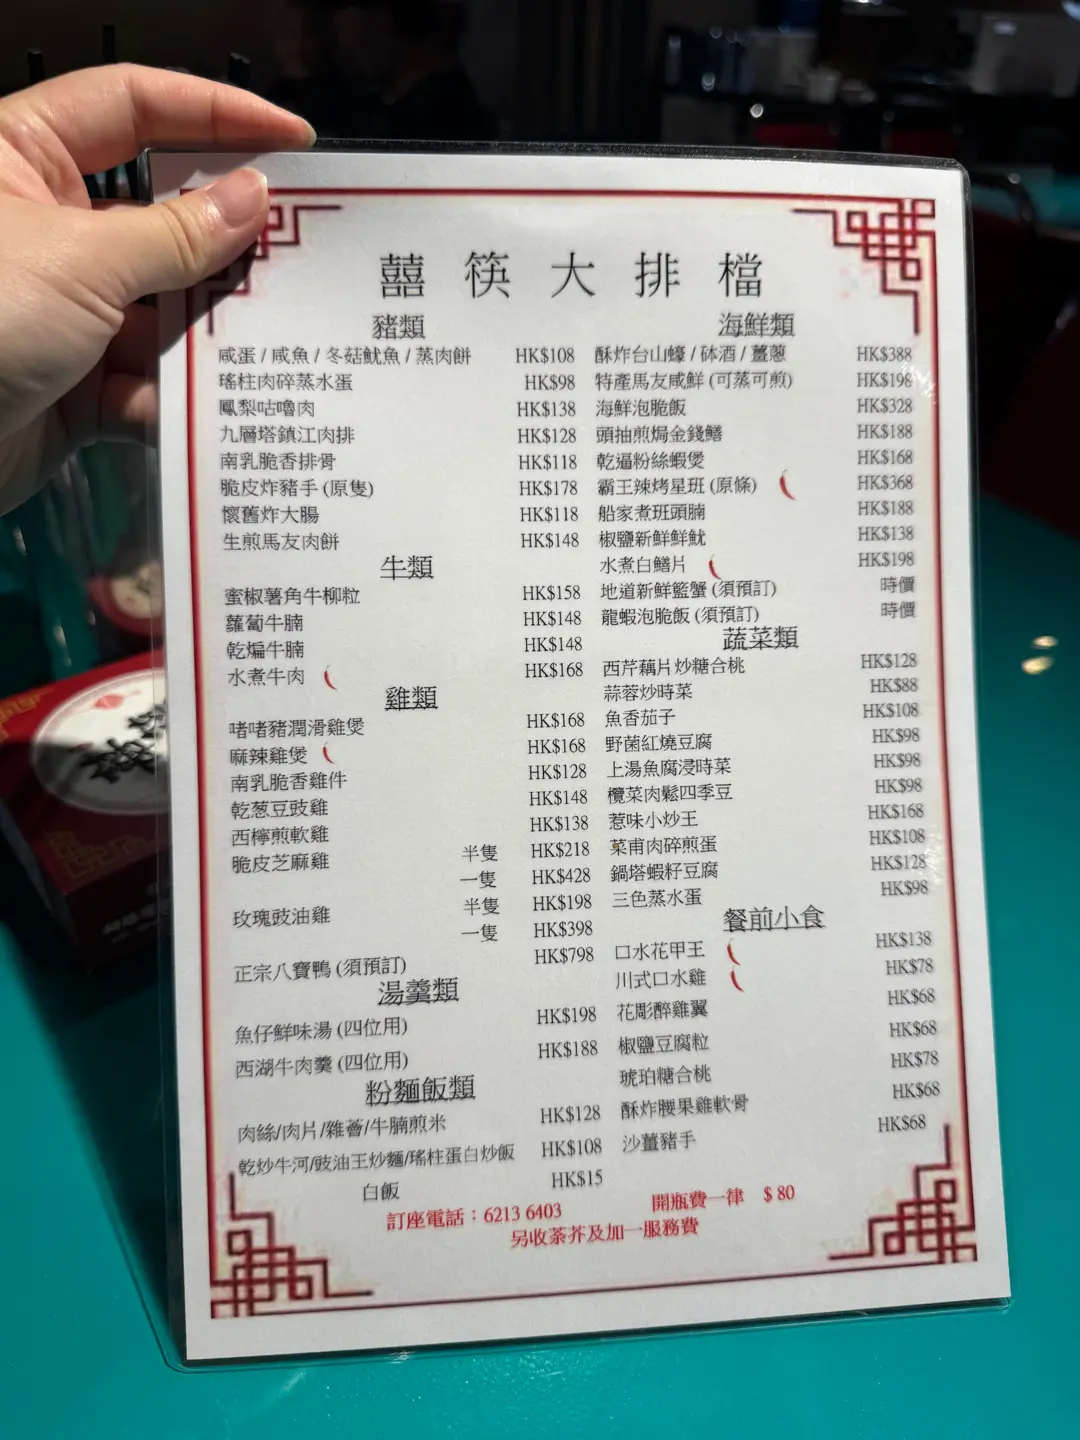 囍筷大排檔
豬類
咸蛋 / 咸魚 / 冬菇魷魚 / 蒸肉餅 HK$108
瑤柱肉碎蒸水蛋 HK$98
鳳梨咕嚕肉 HK$138
九層塔鎮江肉排 HK$128
南乳脆香排骨 HK$118
脆皮炸豬手 (原隻) HK$178
懷舊炸大腸 HK$118
生煎馬友肉餅 HK$148
牛類
蜜椒薯角牛柳粒 HK$158
蘿蔔牛腩 HK$148
乾煸牛腩 HK$148
水煮牛肉 HK$168
雞類
啫啫豬潤滑雞煲 HK$168
麻辣雞煲 HK$168
南乳脆香雞件 HK$128
乾葱豆豉雞 HK$148
西檸煎軟雞 HK$138
脆皮芝麻雞 半隻 HK$218
一隻 HK$428
玫瑰豉油雞 半隻 HK$198
一隻 HK$398
正宗八寶鴨 (須預訂) HK$798
湯羹類
魚仔鮮味湯 (四位用) HK$198
西湖牛肉羹 (四位用) HK$188
粉麵飯類
肉絲/肉片/雜薈/牛腩煎米 HK$128
乾炒牛河/豉油王炒麵/瑤柱蛋白炒飯 HK$108
白飯 HK$15
海鮮類
酥炸台山蠔 / 砵酒 / 薑蔥 HK$388
特產馬友咸鮮 (可蒸可煎) HK$198
海鮮泡脆飯 HK$328
頭抽煎焗金錢鱔 HK$188
乾逼粉絲蝦煲 HK$168
霸王辣烤星班 (原條) HK$368
船家煮班頭腩 HK$188
椒鹽新鮮鮮魷 HK$138
水煮白鱔片 HK$198
地道新鮮籃蟹 (須預訂) 時價
龍蝦泡脆飯 (須預訂) 時價
蔬菜類
西芹藕片炒糖合桃 HK$128
蒜蓉炒時菜 HK$88
魚香茄子 HK$108
野菌紅燒豆腐 HK$98
上湯魚腐浸時菜 HK$98
欖菜肉鬆四季豆 HK$98
惹味小炒王 HK$168
菜甫肉碎煎蛋 HK$108
鍋塔蝦籽豆腐 HK$128
三色蒸水蛋 HK$98
餐前小食
口水花甲王 HK$138
川式口水雞 HK$78
花彫醉雞翼 HK$68
椒鹽豆腐粒 HK$68
琥珀糖合桃 HK$78
酥炸腰果雞軟骨 HK$68
沙薑豬手 HK$68
訂座電話：6213 6403 開瓶費一律 $ 80
另收茶芥及加一服務費